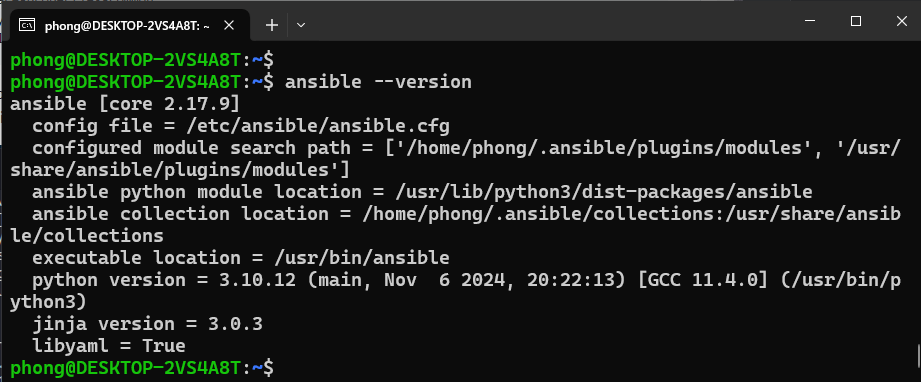 phong@DESKTOP-2VS4A8T: ~
phong@DESKTOP-2VS4A8T:~$
phong@DESKTOP-2VS4A8T:~$ ansible --version
ansible [core 2.17.9]
  config file = /etc/ansible/ansible.cfg
  configured module search path = ['/home/phong/.ansible/plugins/modules', '/usr/
share/ansible/plugins/modules']
  ansible python module location = /usr/lib/python3/dist-packages/ansible
  ansible collection location = /home/phong/.ansible/collections:/usr/share/ansib
le/collections
  executable location = /usr/bin/ansible
  python version = 3.10.12 (main, Nov  6 2024, 20:22:13) [GCC 11.4.0] (/usr/bin/p
ython3)
  jinja version = 3.0.3
  libyaml = True
phong@DESKTOP-2VS4A8T:~$